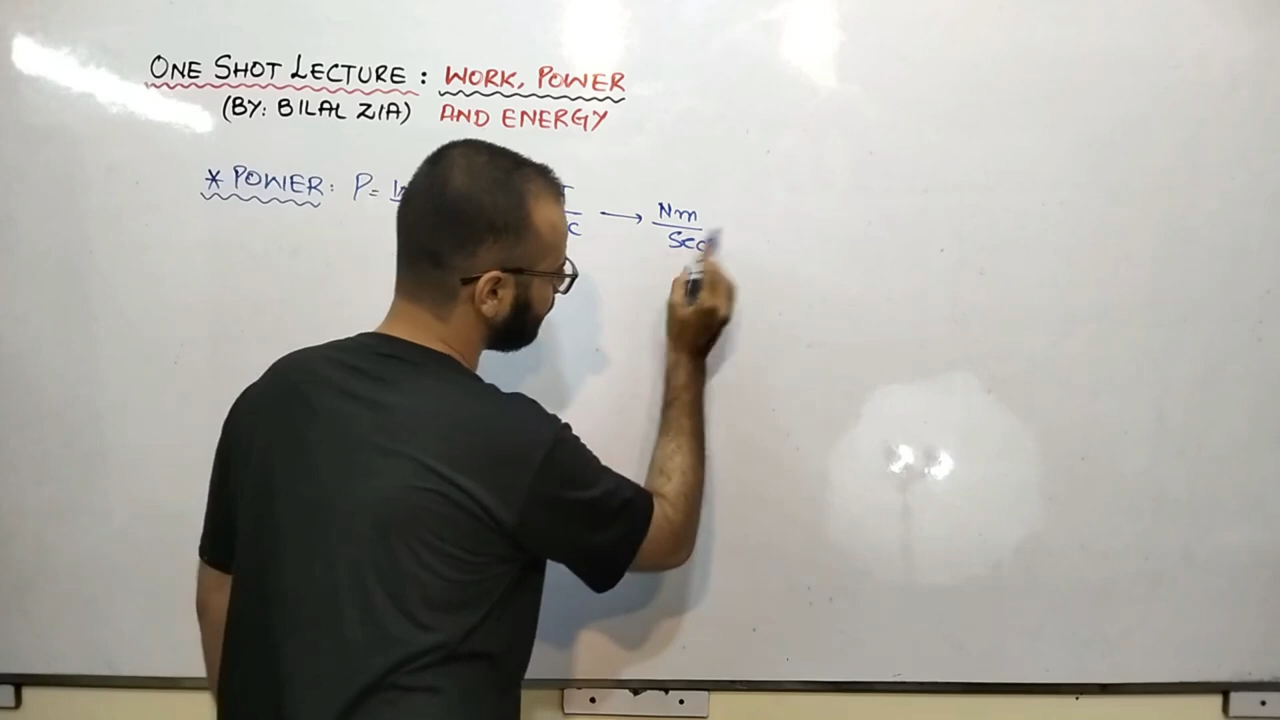 ONE SHOT LECTURE: WORK, POWER
(BY: BILAL ZIA) AND ENERGY
* POWER: P=
→ Nm
Sec